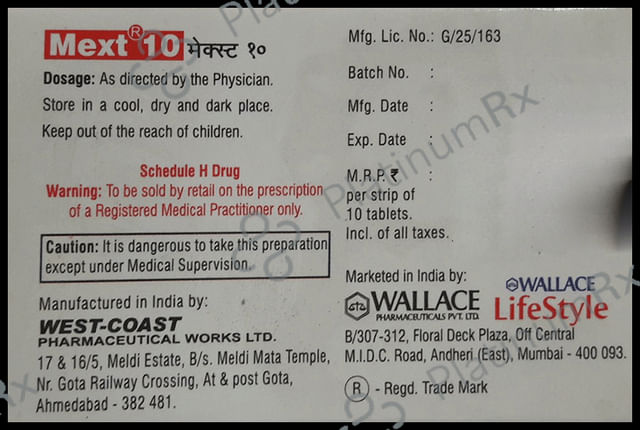 Mext® 10 मेक्स्ट १०
Dosage: As directed by the Physician.
Store in a cool, dry and dark place.
Keep out of the reach of children.
Schedule H Drug
Warning: To be sold by retail on the prescription
of a Registered Medical Practitioner only.
Caution: It is dangerous to take this preparation
except under Medical Supervision.
Manufactured in India by:
WEST-COAST
PHARMACEUTICAL WORKS LTD.
17 & 16/5, Meldi Estate, B/s. Meldi Mata Temple,
Nr. Gota Railway Crossing, At & post Gota,
Ahmedabad - 382 481.
Mfg. Lic. No.: G/25/163
Batch No. :
Mfg. Date :
Exp. Date :
M.R.P. ₹ :
per strip of
10 tablets.
Incl. of all taxes.
Marketed in India by:
WALLACE
PHARMACEUTICALS PVT. LTD.
WALLACE
LifeStyle
B/307-312, Floral Deck Plaza, Off Central
M.I.D.C. Road, Andheri (East), Mumbai - 400 093.
® - Regd. Trade Mark
PlatinumRx
PlatinumRx
PlatinumRx